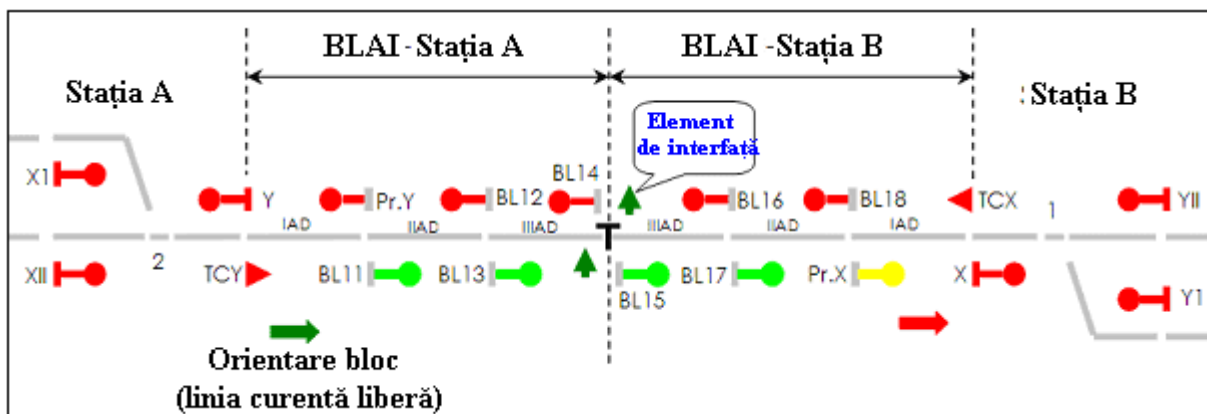 BLAI-Stația A
BLAI -Stația B
Stația A
: Stația B
Element
de interfață
X1
Y
Pr.Y
BL12
BL14
BL16
BL18
TCX
1
YII
IAD
IIAD
IIIAD
IIIAD
IIAD
IAD
XII
2
TCY
BL11
BL13
BL15
BL17
Pr.X
X
Y1
Orientare bloc
(linia curentă liberă)